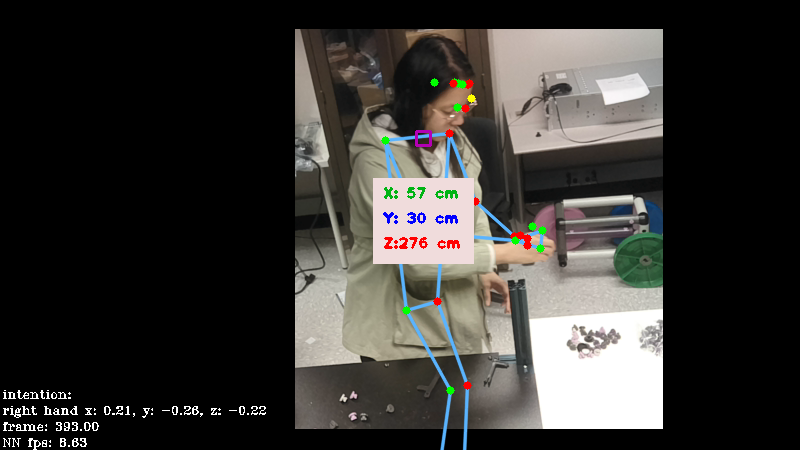 X: 57 cm
Y: 30 cm
Z:276 cm
intention:
right hand x: 0.21, y: -0.26, z: -0.22
frame: 393.00
NN fps: 8.63